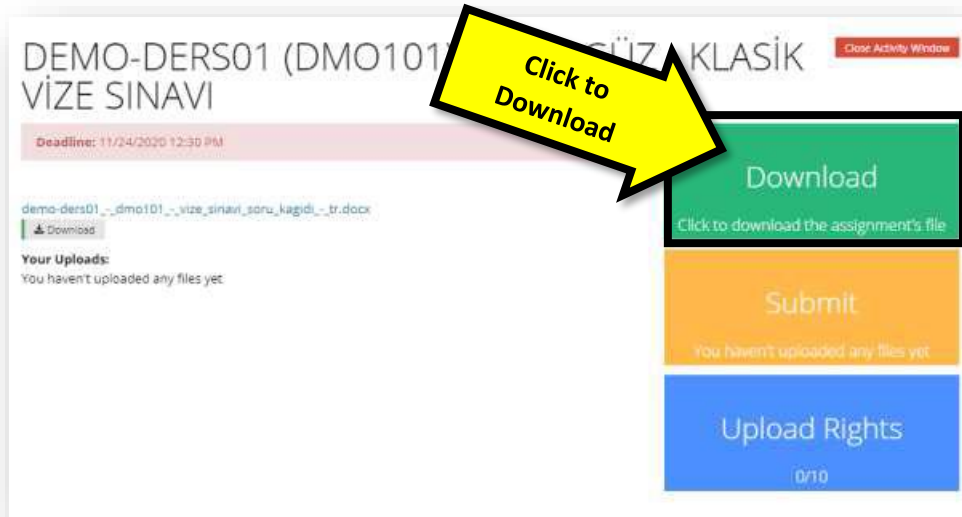 DEMO-DERS01 (DMO101) GÜZ KLASİK
VİZE SINAVI
Close Activity Window
Click to
Download
Deadline: 11/24/2020 12:30 PM
Download
Click to download the assignment's file
demo-ders01_-_dmo101_-_vize_sinavi_soru_kagidi_-_tr.docx
Download
Your Uploads:
You haven't uploaded any files yet
Submit
You haven't uploaded any files yet
Upload Rights
0/10